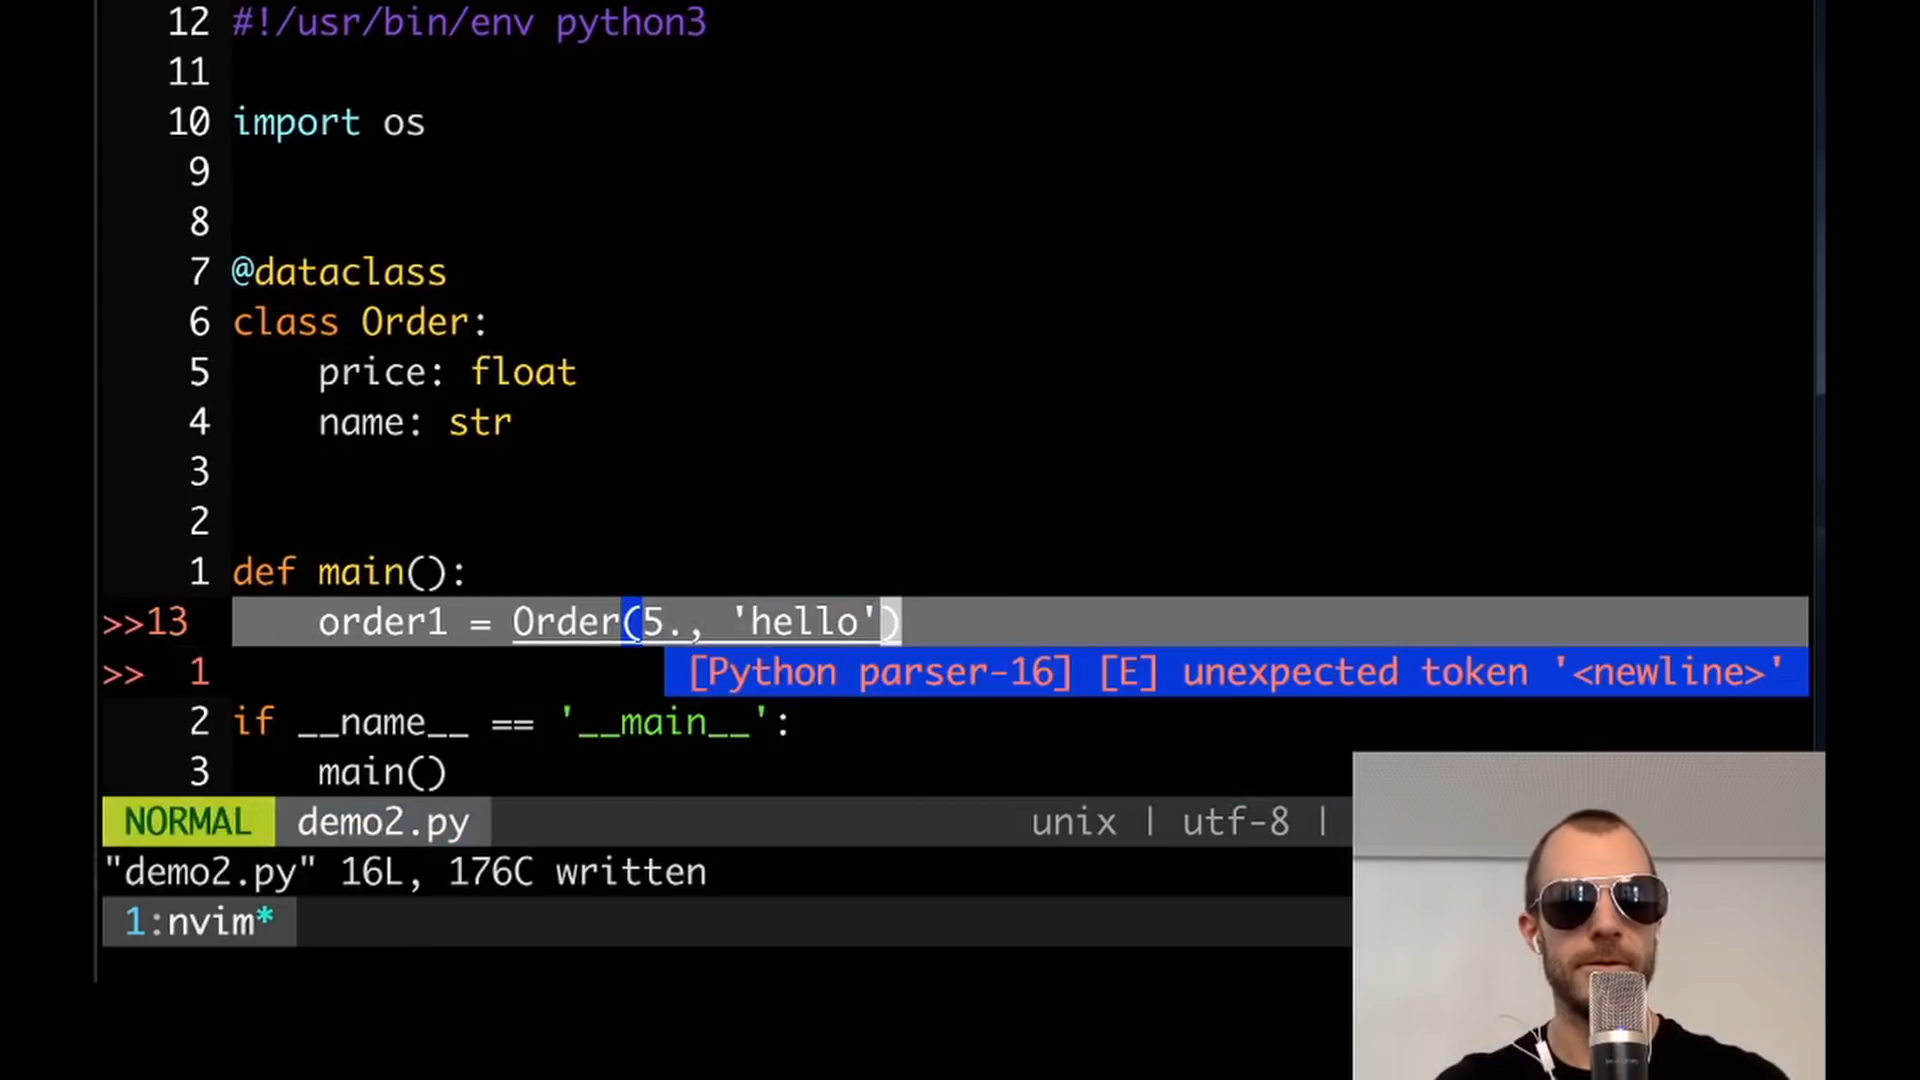 12 #!/usr/bin/env python3
11
10 import os
9
8
7 @dataclass
6 class Order:
5     price: float
4     name: str
3
2
1 def main():
>>13     order1 = Order(5., 'hello')
>> 1 [Python parser-16] [E] unexpected token '<newline>'
2 if __name__ == '__main__':
3     main()
NORMAL demo2.py unix | utf-8 |
"demo2.py" 16L, 176C written
1:nvim*